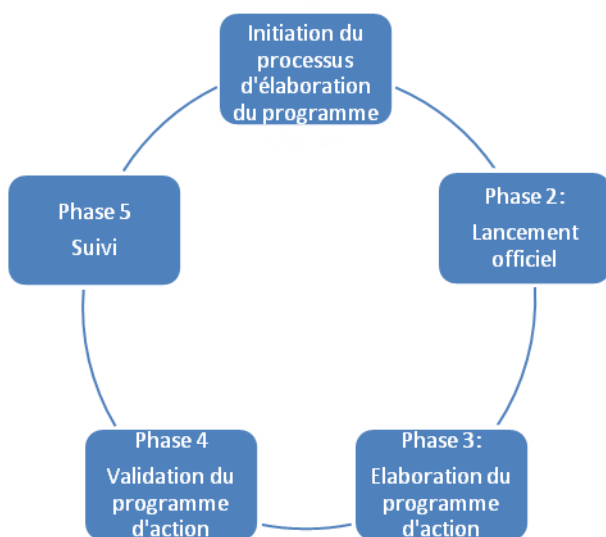 Initiation du
processus
d'élaboration
du programme
Phase 2:
Lancement
officiel
Phase 3:
Elaboration du
programme
d'action
Phase 4
Validation du
programme
d'action
Phase 5
Suivi